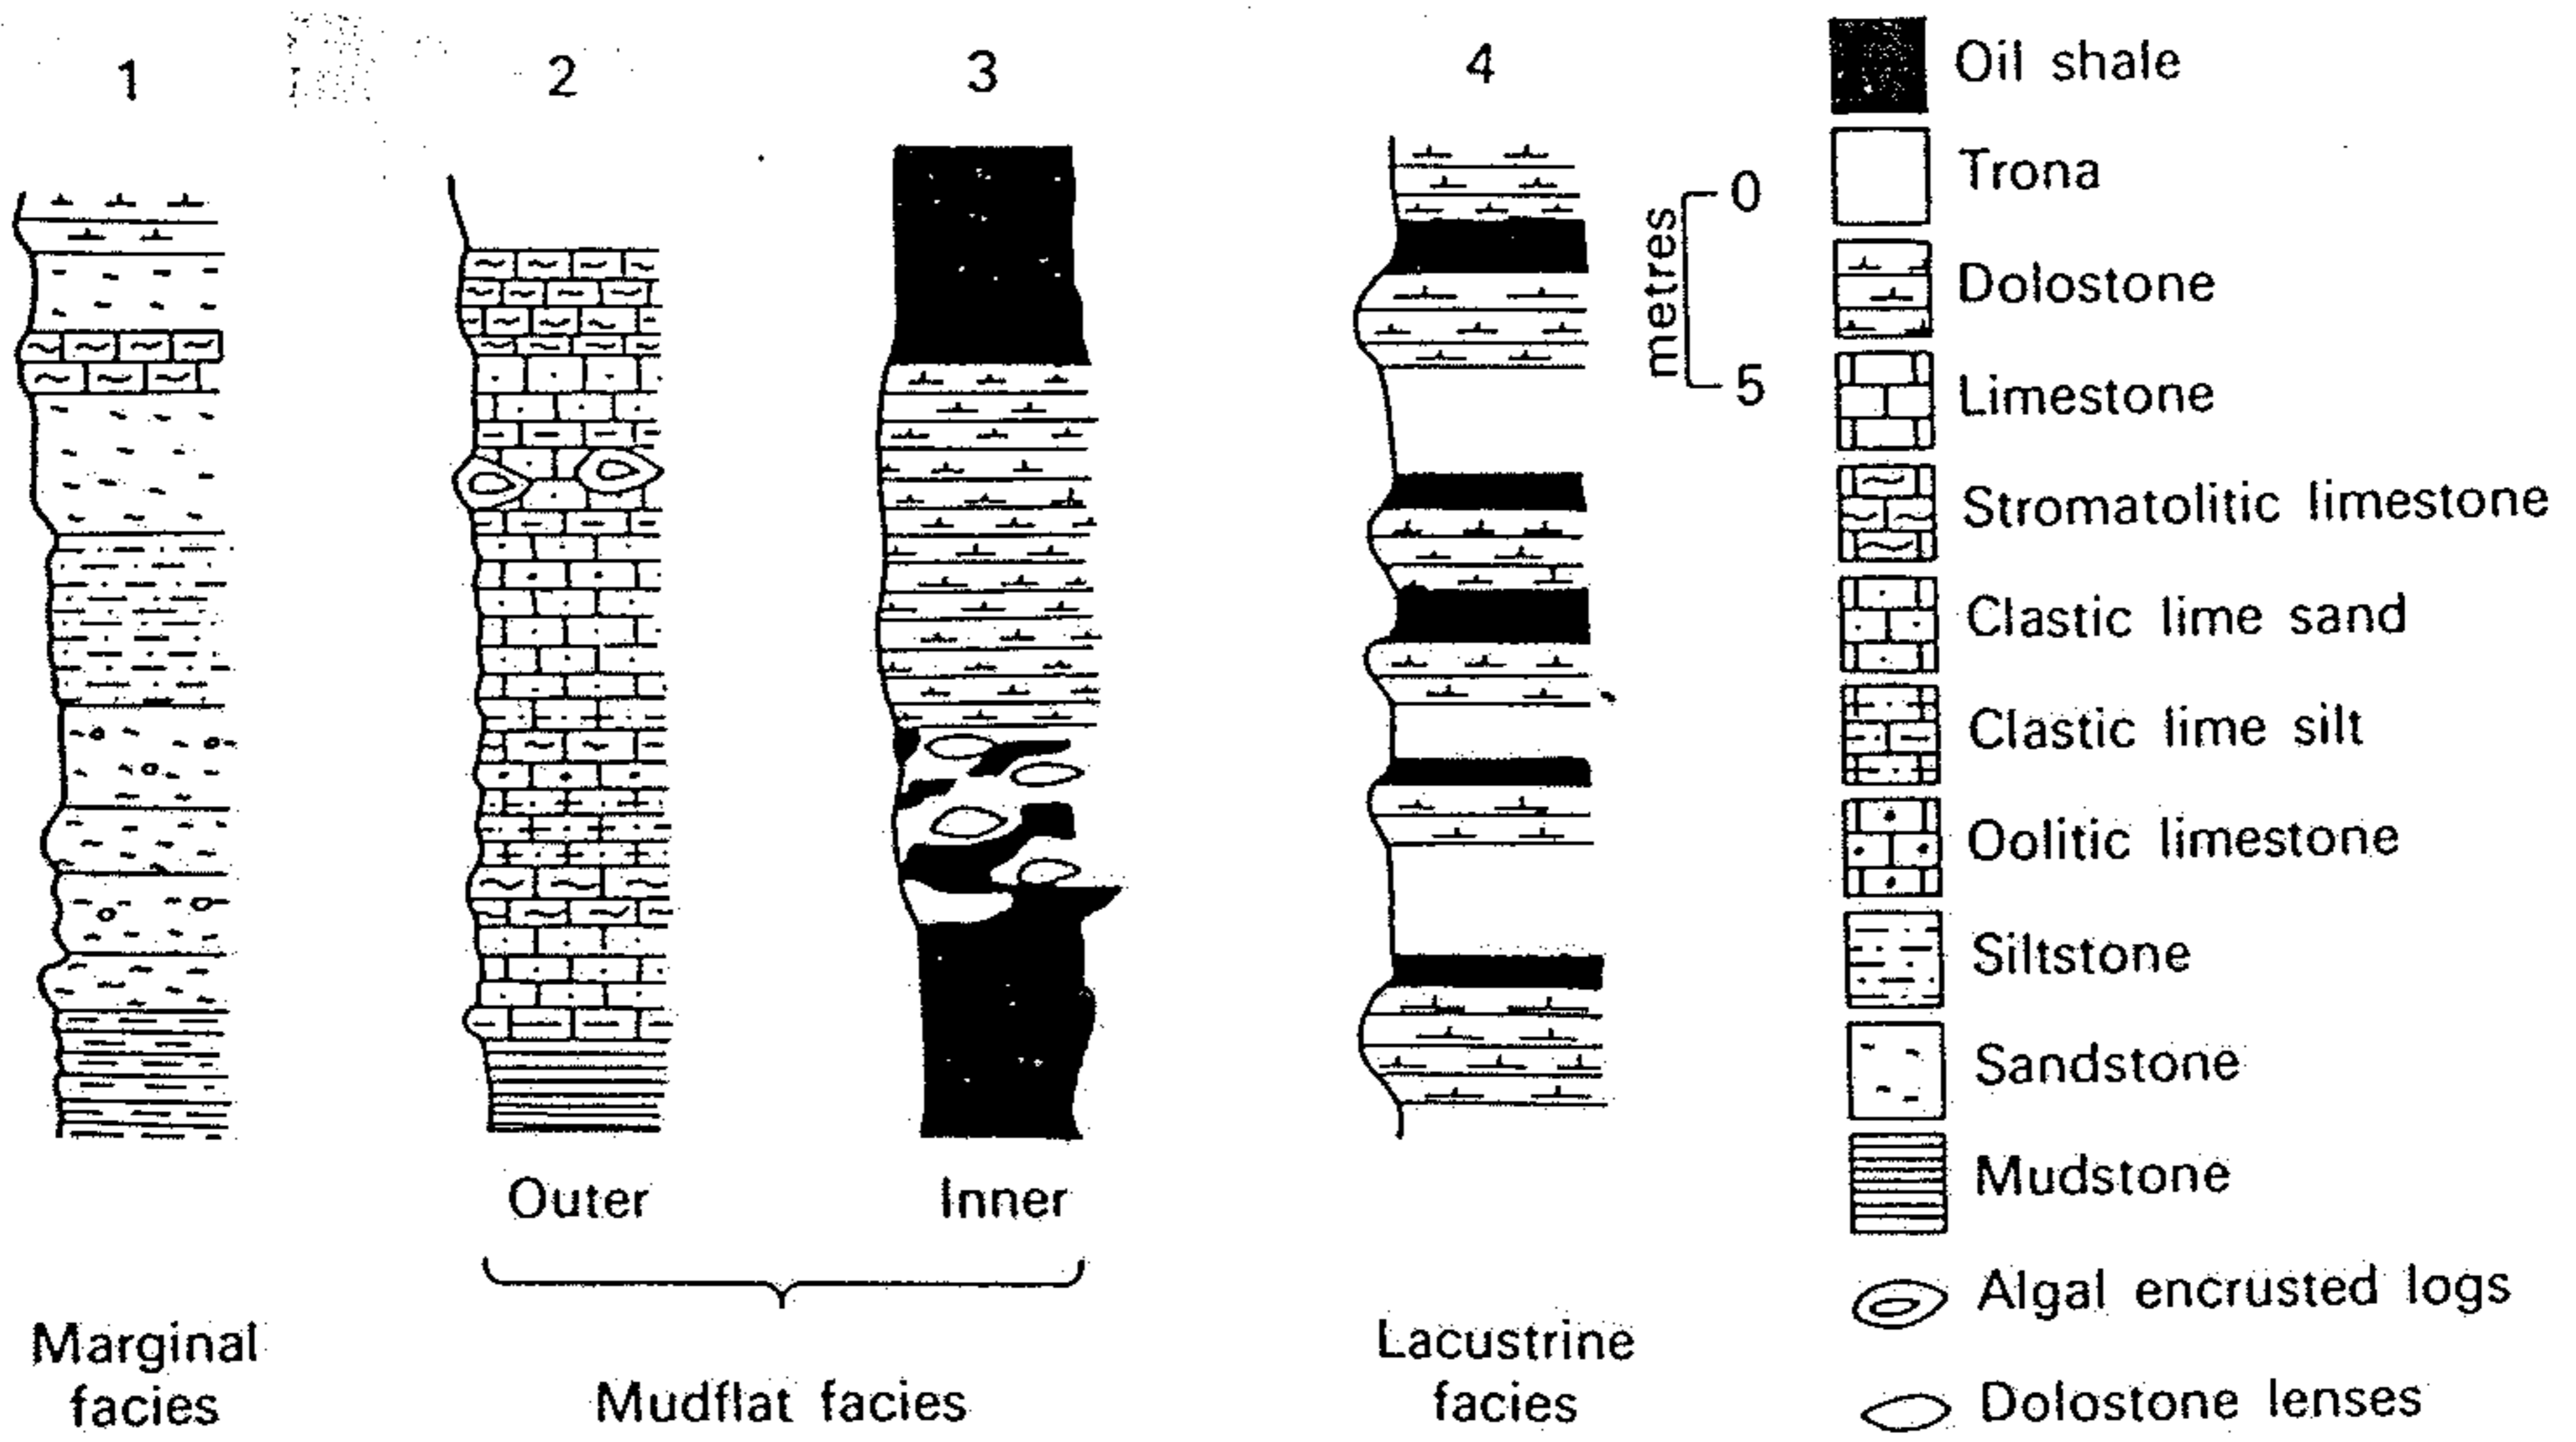 1
2
3
4
0
metres
5
Oil shale
Trona
Dolostone
Limestone
Stromatolitic limestone
Clastic lime sand
Clastic lime silt
Oolitic limestone
Siltstone
Sandstone
Mudstone
Algal encrusted logs
Dolostone lenses
Outer
Inner
Marginal
facies
Mudflat facies
Lacustrine
facies